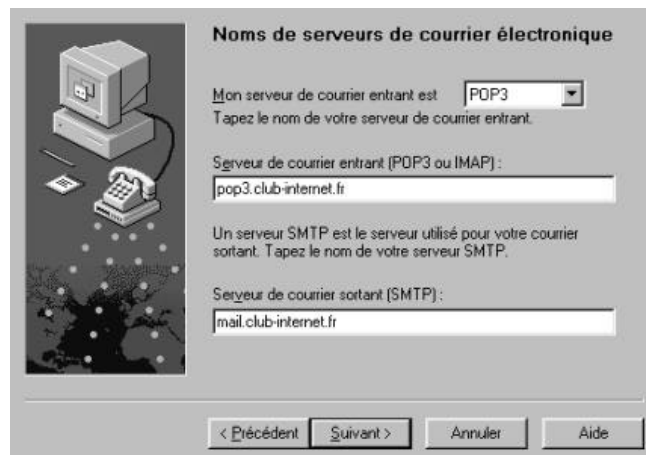 Noms de serveurs de courrier électronique
Mon serveur de courrier entrant est POP3
Tapez le nom de votre serveur de courrier entrant.
Serveur de courrier entrant (POP3 ou IMAP) :
pop3.club-internet.fr
Un serveur SMTP est le serveur utilisé pour votre courrier
sortant. Tapez le nom de votre serveur SMTP.
Serveur de courrier sortant (SMTP) :
mail.club-internet.fr
< Précédent Suivant > Annuler Aide